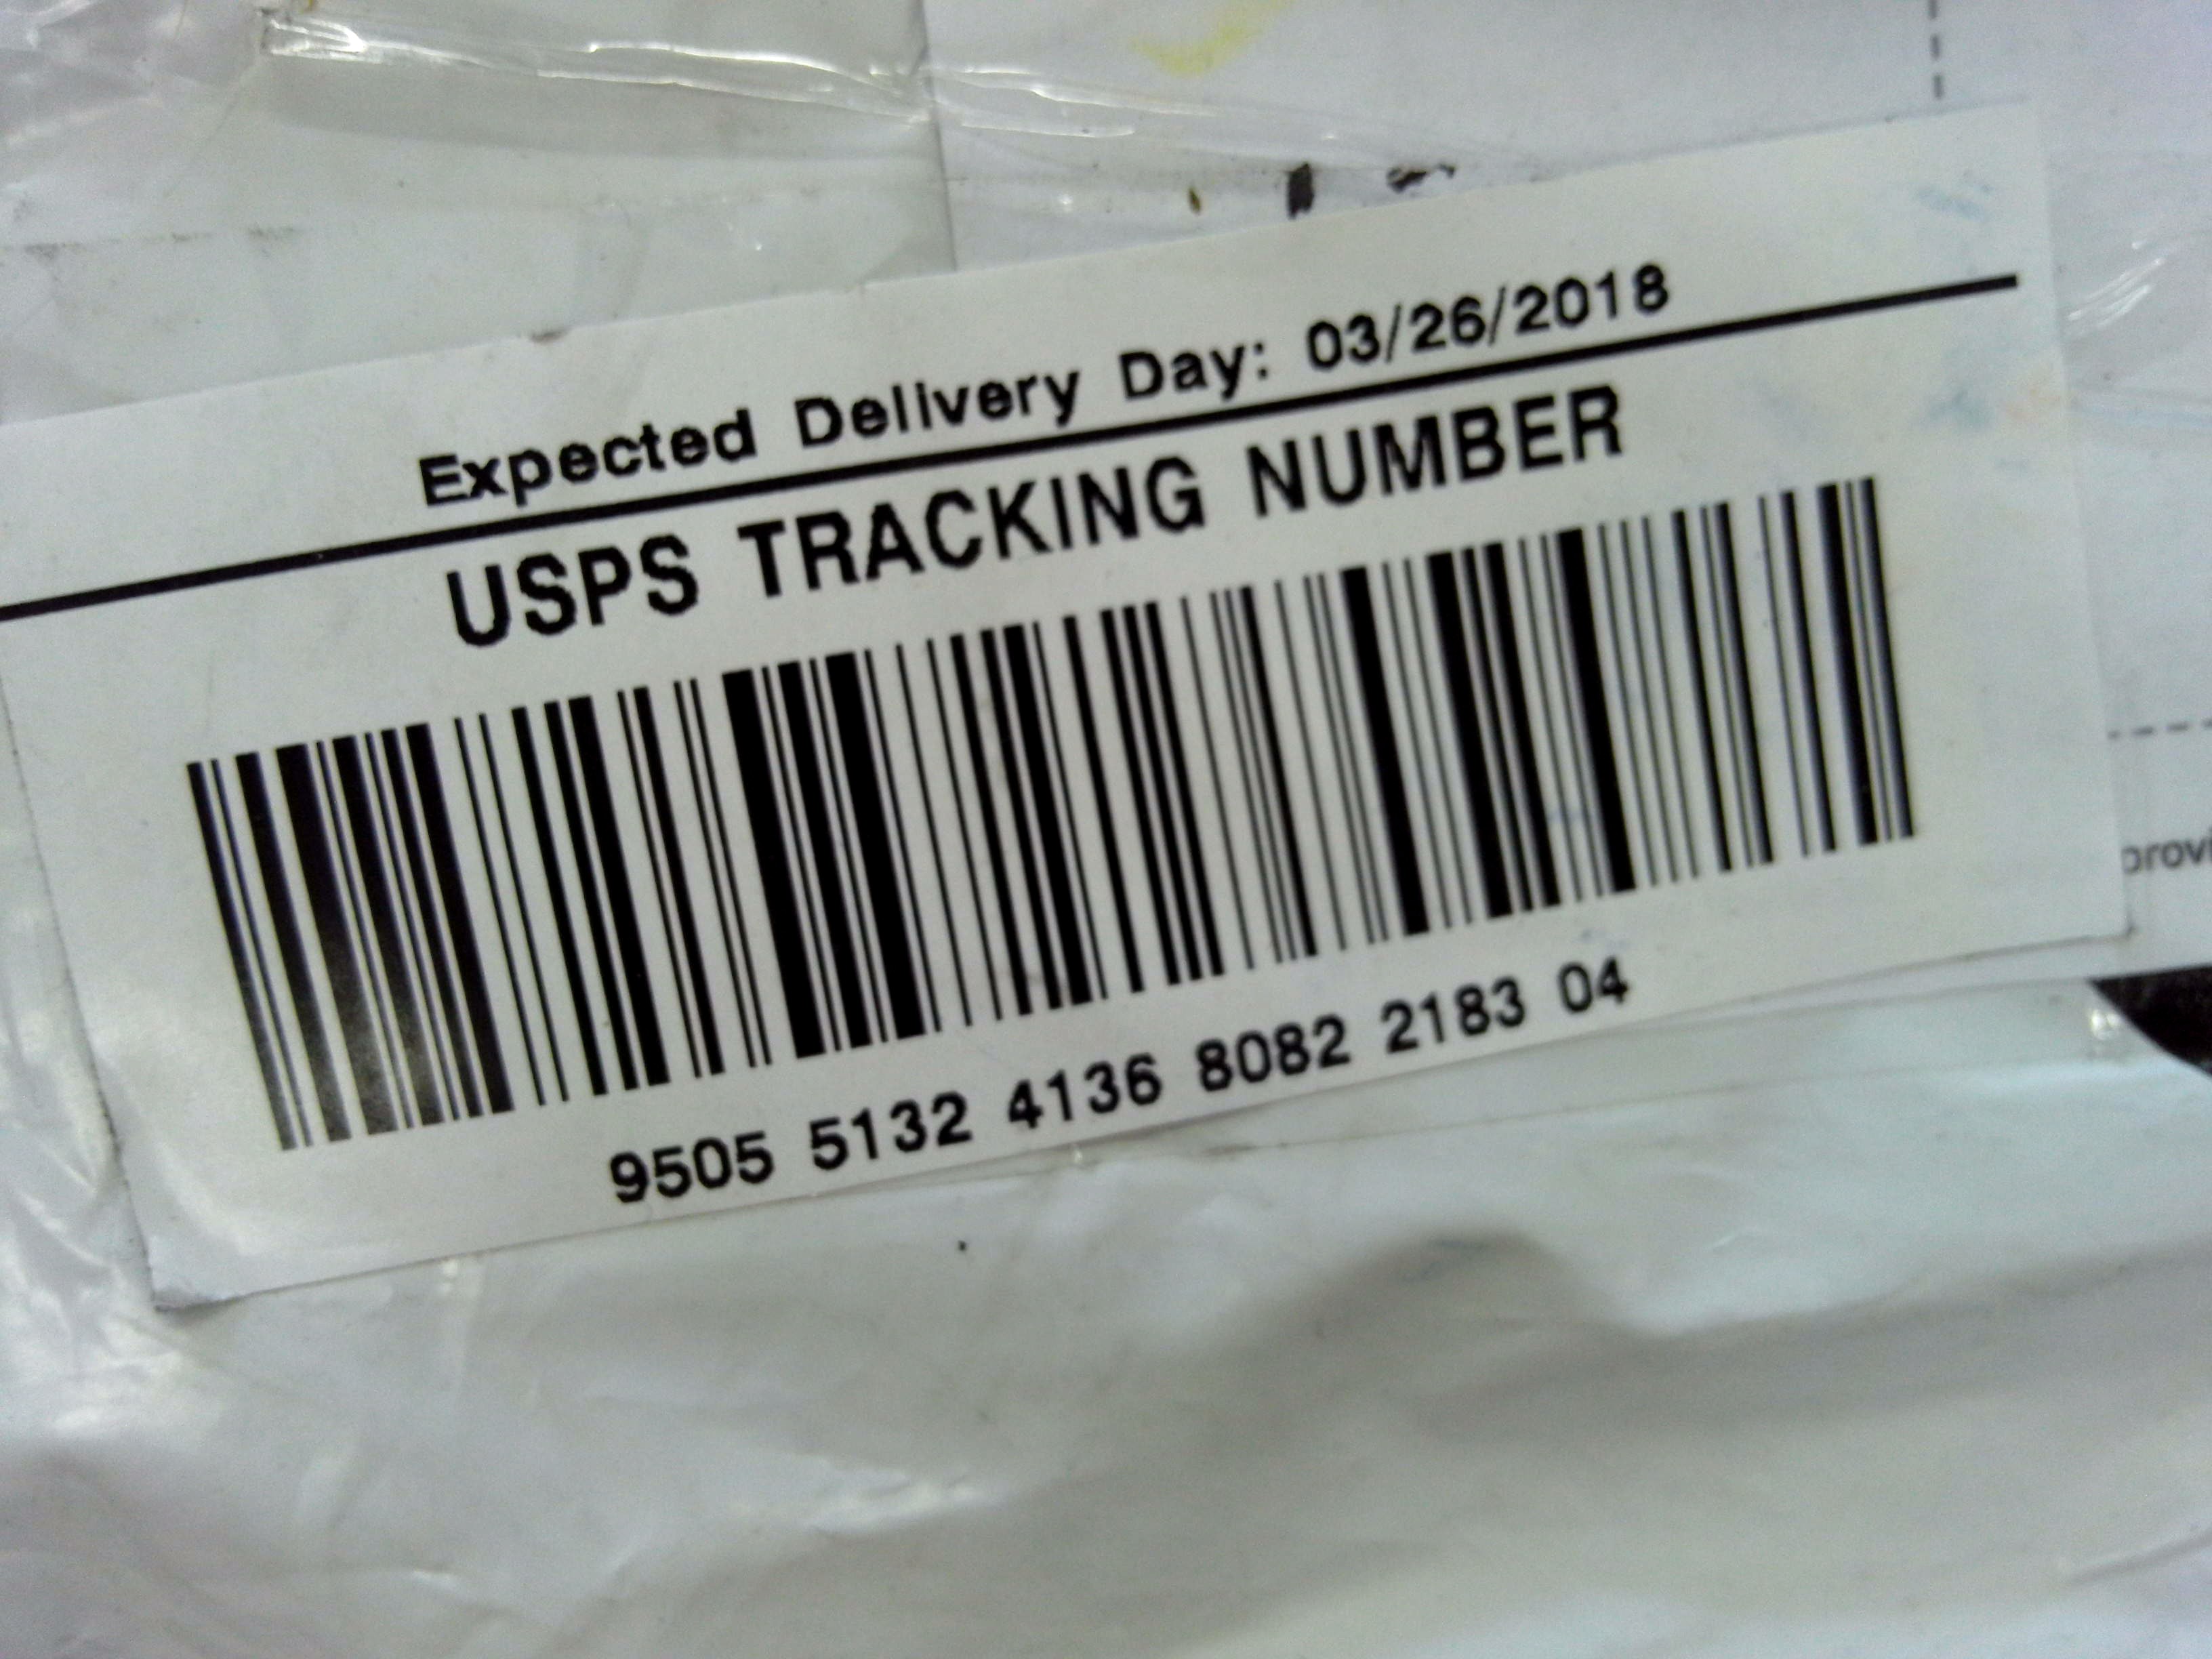 Expected Delivery Day: 03/26/2018
USPS TRACKING NUMBER
9505 5132 4136 8082 2183 04